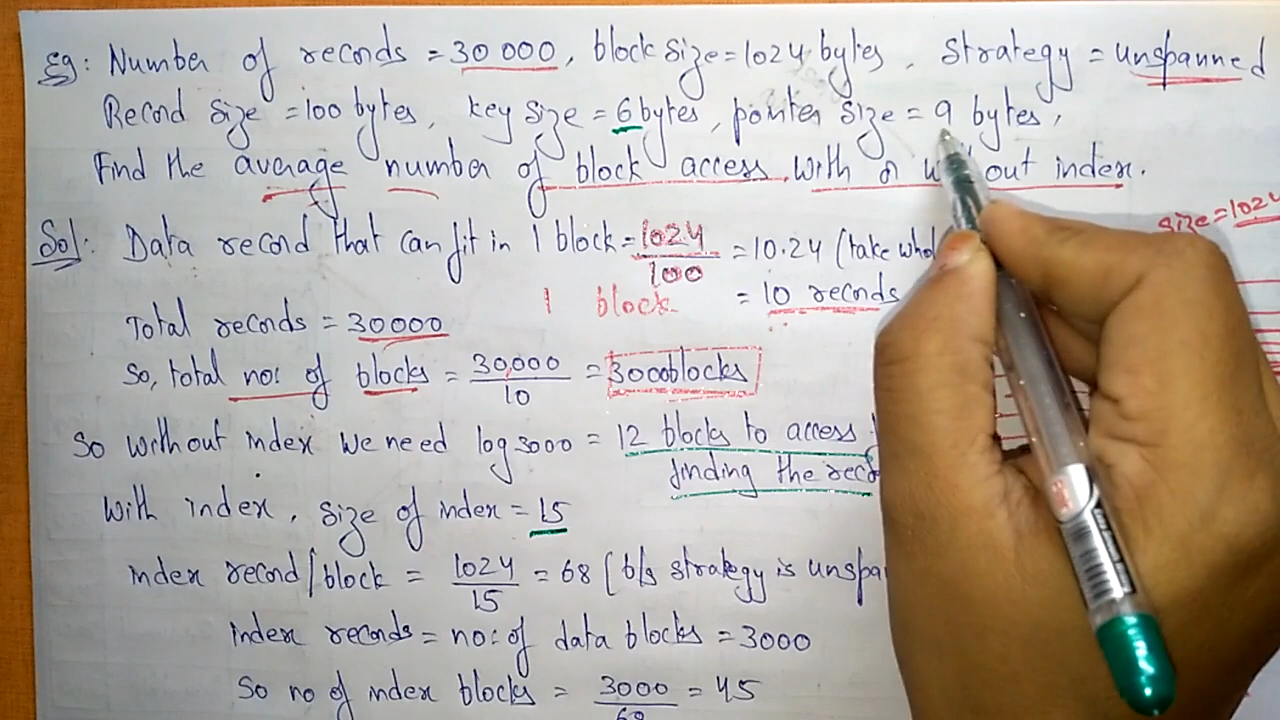 Eg: Number of records = 30000, block size = 1024 bytes, Strategy = unspanned
Record size = 100 bytes, key size = 6 bytes, pointer size = 9 bytes,
Find the average number of block access with or out index.
size = 1024
Sol: Data record that can fit in 1 block = 1024/100 = 10.24 (take
1 block = 10 records
Total records = 30000
So, total no: of blocks = 30,000/10 = 3000 blocks
So without index we need log 3000 = 12 blocks to access
finding the
With index, size of index = 15
index record/block = 1024/15 = 68 (b/s strategy is
index records = no: of data blocks = 3000
So no of index blocks = 3000/68 = 45